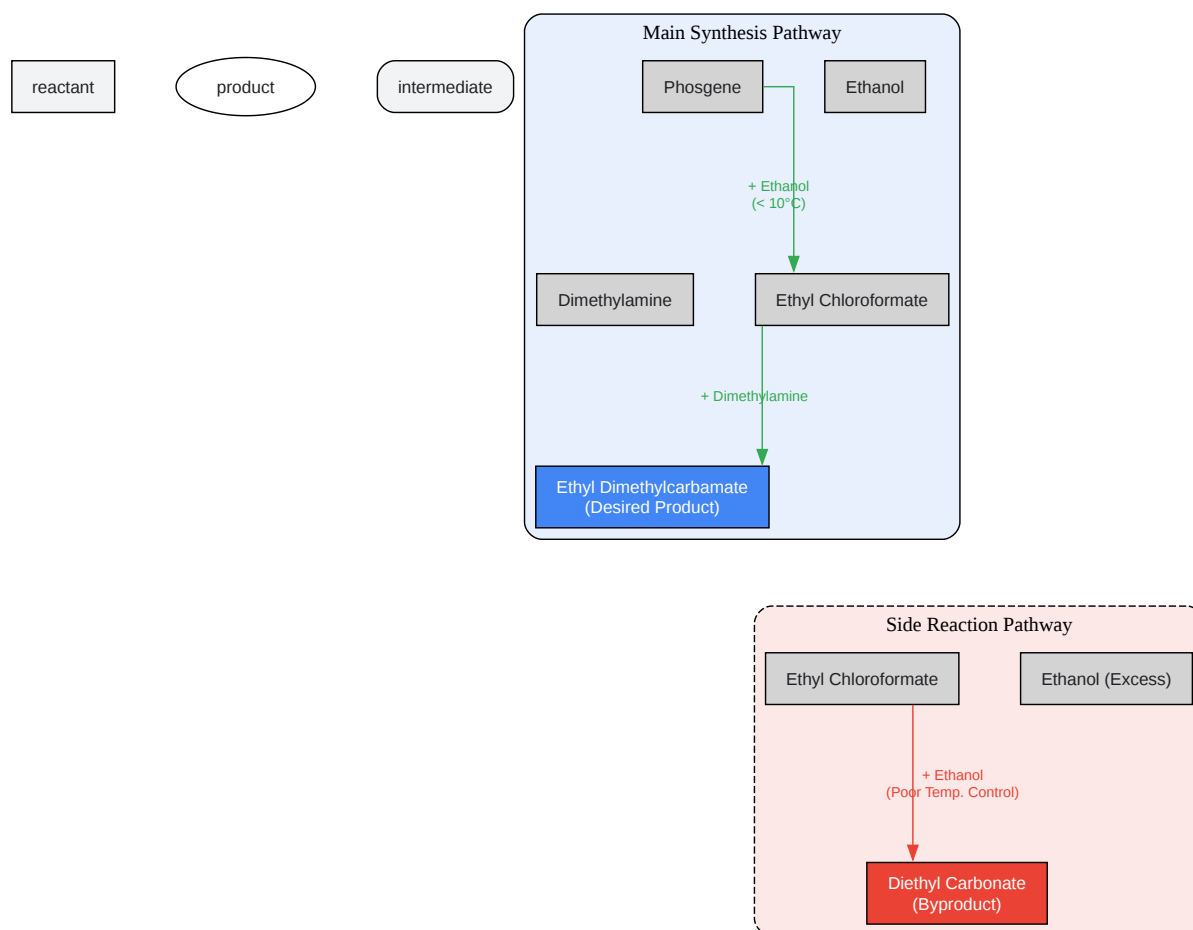 Main Synthesis Pathway
reactant
product
intermediate
Phosgene
Ethanol
+ Ethanol
(< 10°C)
Dimethylamine
Ethyl Chloroformate
+ Dimethylamine
Ethyl Dimethylcarbamate
(Desired Product)
Side Reaction Pathway
Ethyl Chloroformate
Ethanol (Excess)
+ Ethanol
(Poor Temp. Control)
Diethyl Carbonate
(Byproduct)